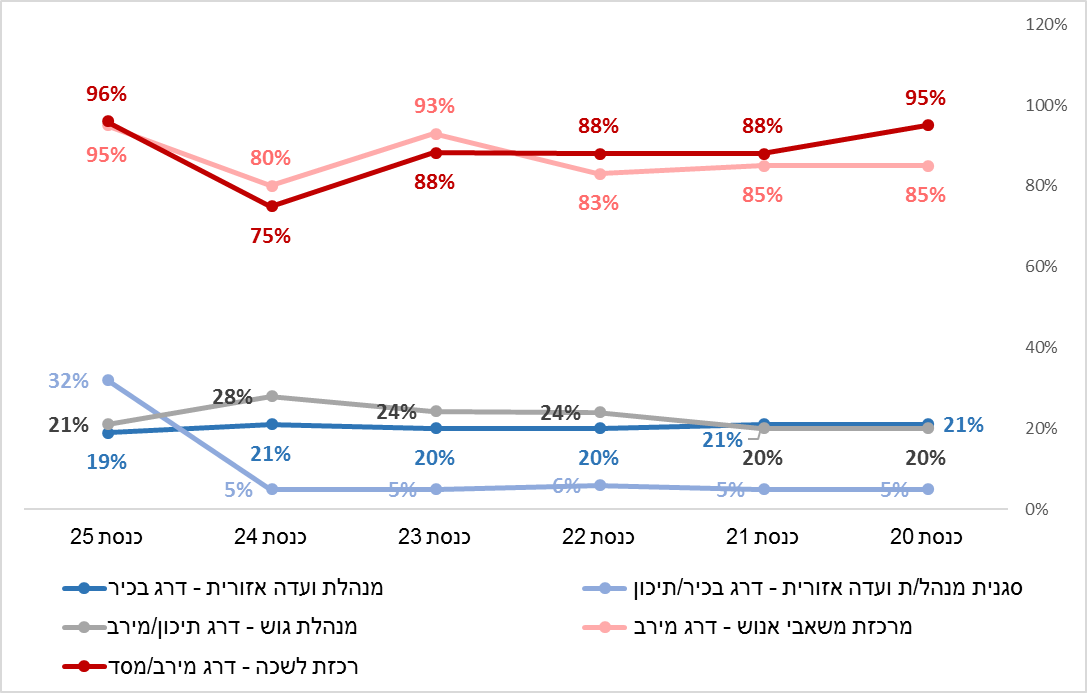 120%
100%
80%
60%
40%
20%
0%
96% 93% 88% 88% 95%
95% 80% 88% 83% 85% 85%
75%
32%
21% 28% 24% 24% 21% 21%
19% 21% 20% 20% 20% 20%
5% 5% 6% 5% 5%
כנסת 20 כנסת 21 כנסת 22 כנסת 23 כנסת 24 כנסת 25
סגנית מנהל/ת ועדה אזורית - דרג בכיר/תיכון מנהלת ועדה אזורית - דרג בכיר
מרכזת משאבי אנוש - דרג מירב מנהלת גוש - דרג תיכון/מירב
רכזת לשכה - דרג מירב/מסד